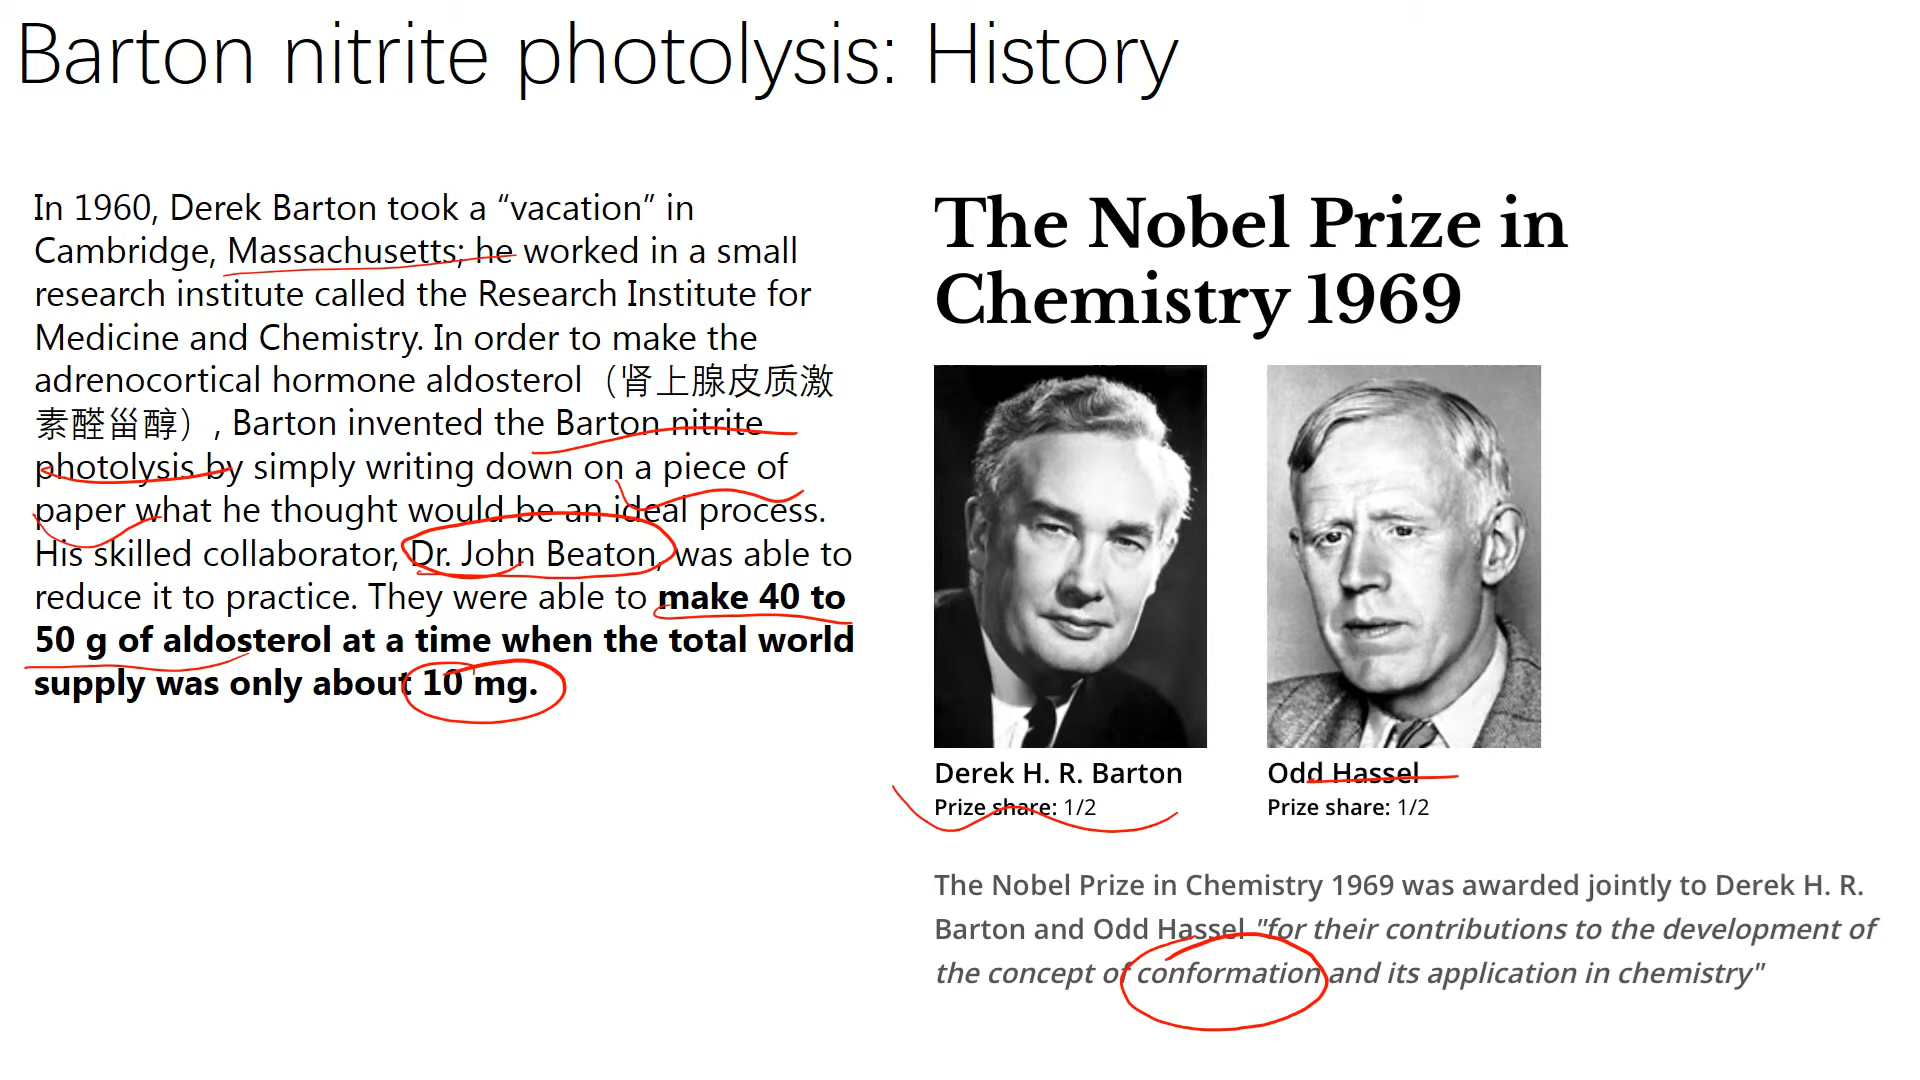 Barton nitrite photolysis: History
In 1960, Derek Barton took a “vacation” in
Cambridge, Massachusetts; he worked in a small
research institute called the Research Institute for
Medicine and Chemistry. In order to make the
adrenocortical hormone aldosterol（肾上腺皮质激
素醛甾醇）, Barton invented the Barton nitrite
photolysis by simply writing down on a piece of
paper what he thought would be an ideal process.
His skilled collaborator, Dr. John Beaton, was able to
reduce it to practice. They were able to make 40 to
50 g of aldosterol at a time when the total world
supply was only about 10 mg.
The Nobel Prize in
Chemistry 1969
Derek H. R. Barton
Prize share: 1/2
Odd Hassel
Prize share: 1/2
The Nobel Prize in Chemistry 1969 was awarded jointly to Derek H. R.
Barton and Odd Hassel "for their contributions to the development of
the concept of conformation and its application in chemistry"